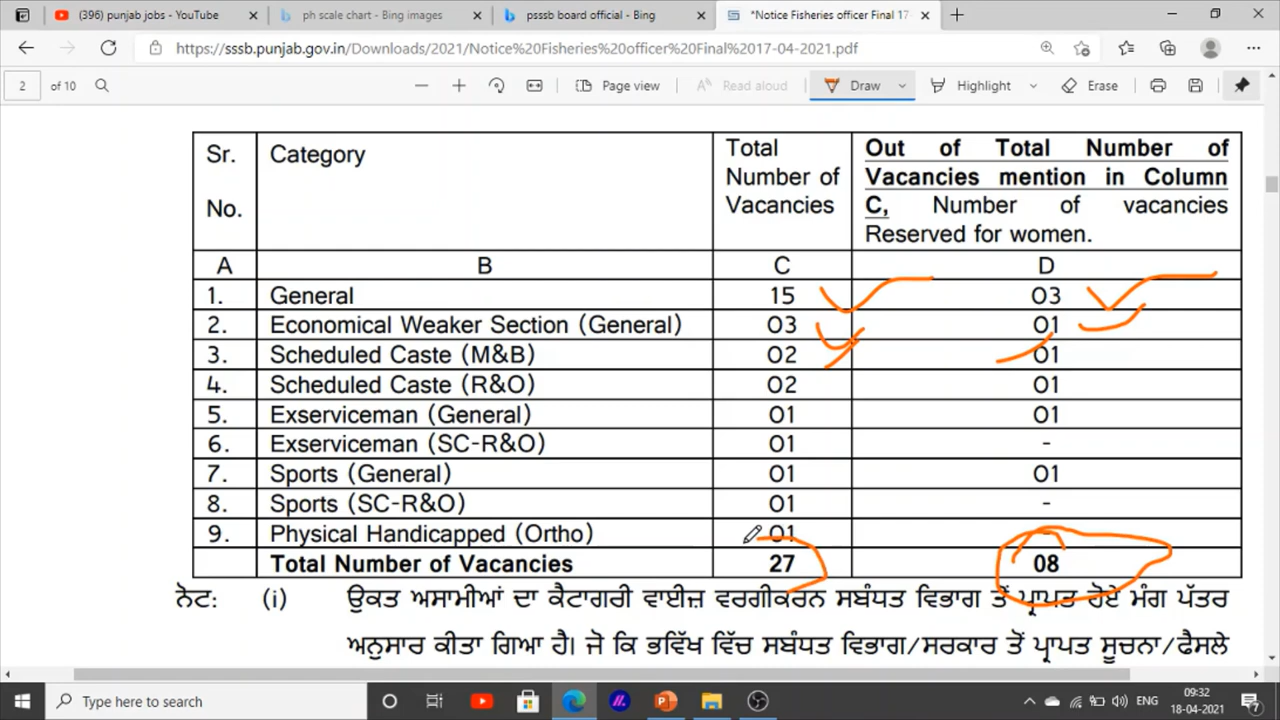 (396) punjab jobs - YouTube
ph scale chart - Bing images
psssb board official - Bing
*Notice Fisheries officer Final 17-
https://sssb.punjab.gov.in/Downloads/2021/Notice%20Fisheries%20officer%20Final%2017-04-2021.pdf
2 of 10 Page view Read aloud Draw Highlight Erase
Sr. No. Category Total Number of Vacancies Out of Total Number of Vacancies mention in Column C, Number of vacancies Reserved for women.
A B C D
1. General 15 03
2. Economical Weaker Section (General) 03 01
3. Scheduled Caste (M&B) 02 01
4. Scheduled Caste (R&O) 02 01
5. Exserviceman (General) 01 01
6. Exserviceman (SC-R&O) 01 -
7. Sports (General) 01 01
8. Sports (SC-R&O) 01 -
9. Physical Handicapped (Ortho) 01
Total Number of Vacancies 27 08
ਨੋਟ: (i) ਉਕਤ ਅਸਾਮੀਆਂ ਦਾ ਕੈਟਾਗਰੀ ਵਾਈਜ਼ ਵਰਗੀਕਰਨ ਸਬੰਧਤ ਵਿਭਾਗ ਤੋਂ ਪ੍ਰਾਪਤ ਹੋਏ ਮੰਗ ਪੱਤਰ
ਅਨੁਸਾਰ ਕੀਤਾ ਗਿਆ ਹੈ। ਜੋ ਕਿ ਭਵਿੱਖ ਵਿੱਚ ਸਬੰਧਤ ਵਿਭਾਗ/ਸਰਕਾਰ ਤੋਂ ਪ੍ਰਾਪਤ ਸੂਚਨਾ/ਫੈਸਲੇ
Type here to search
ENG
09:32
18-04-2021
7